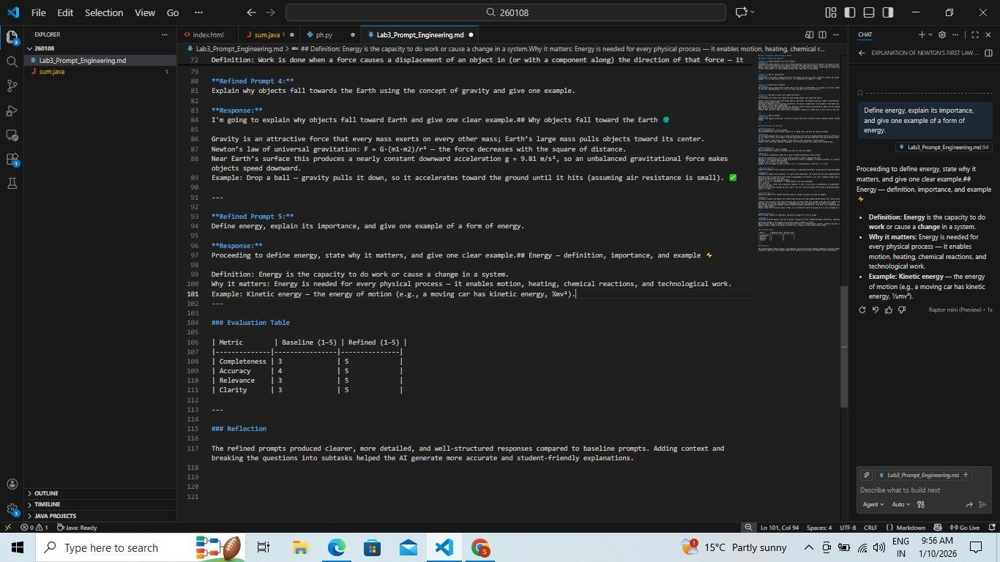 File Edit Selection View Go ··· 260108
EXPLORER ···
260108
Lab3_Prompt_Engineering.md
sum.java 1
OUTLINE
TIMELINE
JAVA PROJECTS
index.html sum.java 1 ph.py Lab3_Prompt_Engineering.md
Lab3_Prompt_Engineering.md > ## Definition: Energy is the capacity to do work or cause a change in a system.Why it matters: Energy is needed for every physical process — it enables motion, heating, chemical r...
72 Definition: Work is done when a force causes a displacement of an object in (or with a component along) the direction of that force — it
79
80 **Refined Prompt 4:**
81 Explain why objects fall towards the Earth using the concept of gravity and give one example.
82
83 **Response:**
84 I'm going to explain why objects fall toward Earth and give one clear example.## Why objects fall toward the Earth 🌍
85
86 Gravity is an attractive force that every mass exerts on every other mass; Earth's large mass pulls objects toward its center.
87 Newton's law of universal gravitation: F = G·(m1·m2)/r² — the force decreases with the square of distance.
88 Near Earth's surface this produces a nearly constant downward acceleration g ≈ 9.81 m/s², so an unbalanced gravitational force makes
objects speed downward.
89 Example: Drop a ball — gravity pulls it down, so it accelerates toward the ground until it hits (assuming air resistance is small). ✅
90
91 ---
92
93 **Refined Prompt 5:**
94 Define energy, explain its importance, and give one example of a form of energy.
95
96 **Response:**
97 Proceeding to define energy, state why it matters, and give one clear example.## Energy — definition, importance, and example ⚡
98
99 Definition: Energy is the capacity to do work or cause a change in a system.
100 Why it matters: Energy is needed for every physical process — it enables motion, heating, chemical reactions, and technological work.
101 Example: Kinetic energy — the energy of motion (e.g., a moving car has kinetic energy, ½mv²).
102 ---
103
104 ### Evaluation Table
105
106 | Metric | Baseline (1–5) | Refined (1–5) |
107 |--------------|----------------|---------------|
108 | Completeness | 3 | 5 |
109 | Accuracy | 4 | 5 |
110 | Relevance | 3 | 5 |
111 | Clarity | 3 | 5 |
112
113 ---
114
115 ### Reflection
116
117 The refined prompts produced clearer, more detailed, and well-structured responses compared to baseline prompts. Adding context and
breaking the questions into subtasks helped the AI generate more accurate and student-friendly explanations.
118
119
120
121
CHAT
EXPLANATION OF NEWTON'S FIRST LAW ...
Define energy, explain its importance,
and give one example of a form of
energy.
Lab3_Prompt_Engineering.md:94
Proceeding to define energy, state why it
matters, and give one clear example.##
Energy — definition, importance, and example
⚡
• Definition: Energy is the capacity to do
work or cause a change in a system.
• Why it matters: Energy is needed for
every physical process — it enables
motion, heating, chemical reactions, and
technological work.
• Example: Kinetic energy — the energy
of motion (e.g., a moving car has kinetic
energy, ½mv²).
Raptor mini (Preview) • 1x
Lab3_Prompt_Engineering.md +
Describe what to build next
Agent Auto
0 1 Java: Ready Ln 101, Col 94 Spaces: 4 UTF-8 CRLF {} Markdown Go Live
Type here to search 15°C Partly sunny ENG 9:56 AM
IN 1/10/2026